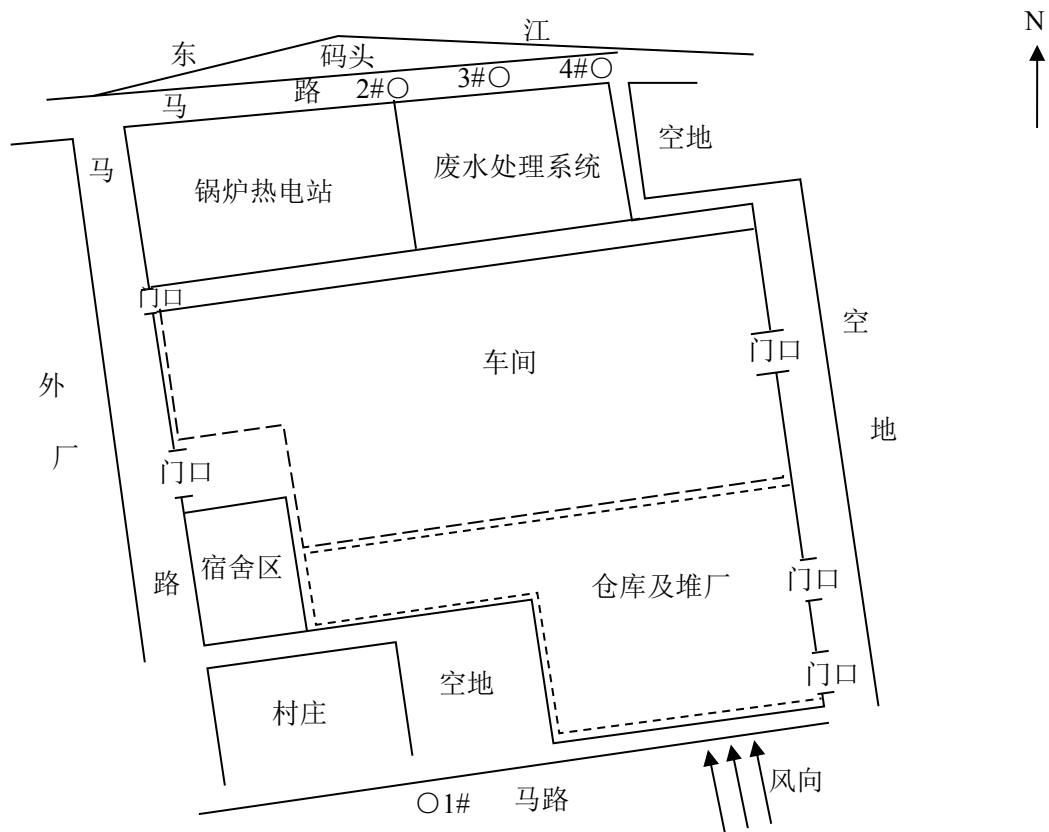 N
东 江
码头
马 路 2#○ 3#○ 4#○
马
路
锅炉热电站
废水处理系统
空地
门口
车间
门口
空
地
外
厂
门口
宿舍区
仓库及堆厂
门口
门口
村庄
空地
○1# 马路
风向